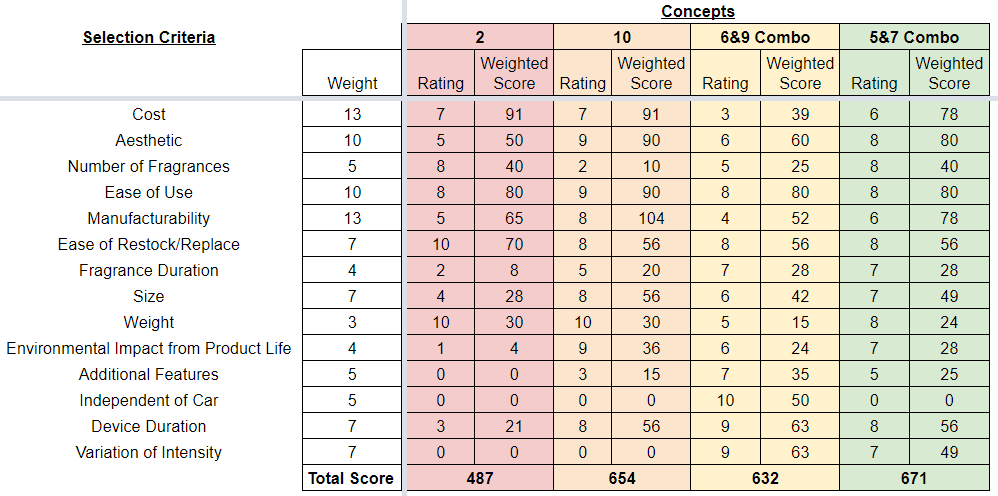 Concepts
Selection Criteria 2 10 6&9 Combo 5&7 Combo
Weight Rating Weighted Score Rating Weighted Score Rating Weighted Score Rating Weighted Score
Cost 13 7 91 7 91 3 39 6 78
Aesthetic 10 5 50 9 90 6 60 8 80
Number of Fragrances 5 8 40 2 10 5 25 8 40
Ease of Use 10 8 80 9 90 8 80 8 80
Manufacturability 13 5 65 8 104 4 52 6 78
Ease of Restock/Replace 7 10 70 8 56 8 56 8 56
Fragrance Duration 4 2 8 5 20 7 28 7 28
Size 7 4 28 8 56 6 42 7 49
Weight 3 10 30 10 30 5 15 8 24
Environmental Impact from Product Life 4 1 4 9 36 6 24 7 28
Additional Features 5 0 0 3 15 7 35 5 25
Independent of Car 5 0 0 0 0 10 50 0 0
Device Duration 7 3 21 8 56 9 63 8 56
Variation of Intensity 7 0 0 0 0 9 63 7 49
Total Score 487 654 632 671